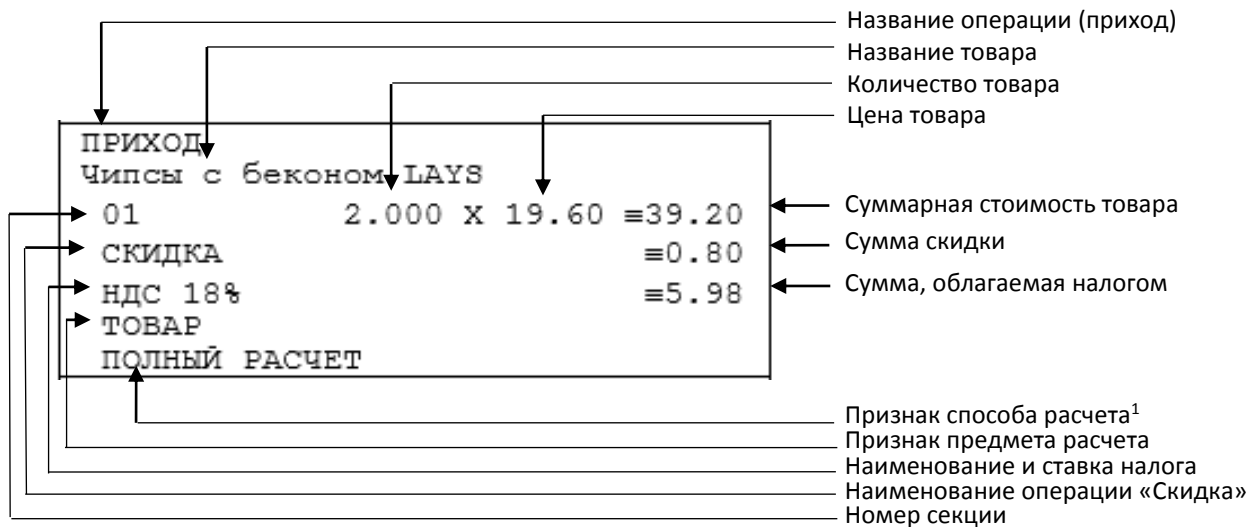 Название операции (приход)
Название товара
Количество товара
Цена товара
ПРИХОД
Чипсы с беконом LAYS
01 2.000 X 19.60 ≡39.20
СКИДКА ≡0.80
НДС 18% ≡5.98
ТОВАР
ПОЛНЫЙ РАСЧЕТ
Суммарная стоимость товара
Сумма скидки
Сумма, облагаемая налогом
Признак способа расчета¹
Признак предмета расчета
Наименование и ставка налога
Наименование операции «Скидка»
Номер секции